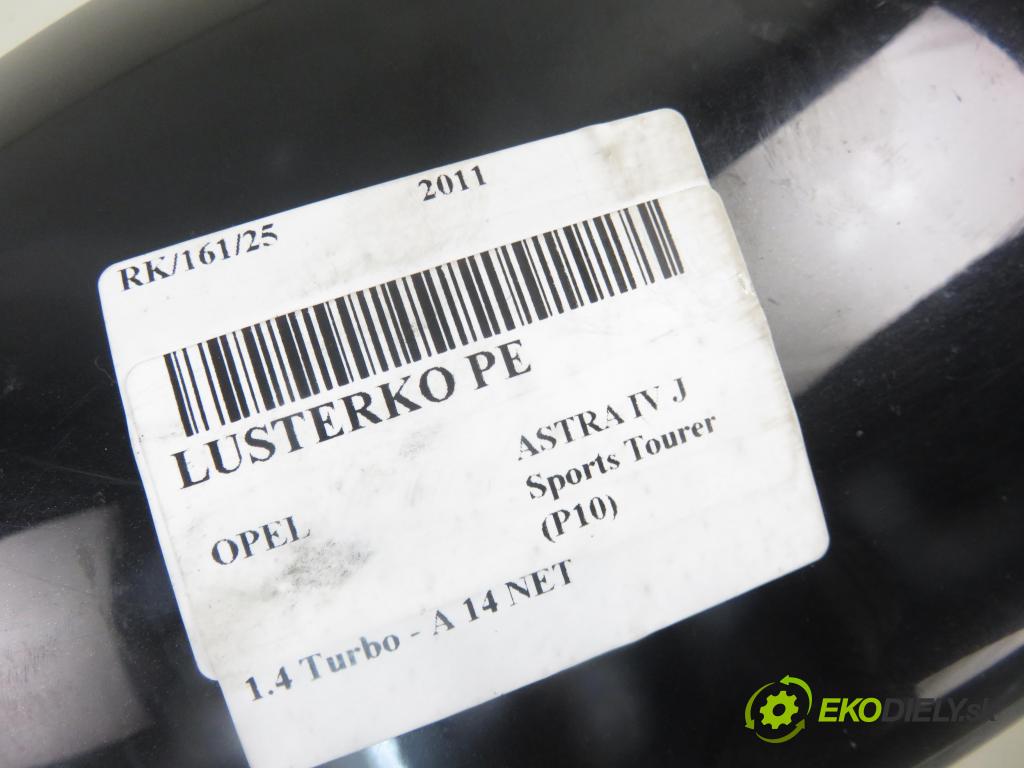 RK/161/25 2011
LUSTERKO PE
OPEL ASTRA IV J
Sports Tourer
(P10)
1.4 Turbo - A 14 NET
EKODIELY.sk